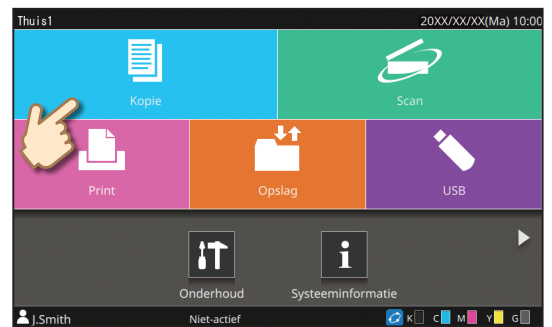 Thuis1 20XX/XX/XX(Ma) 10:00
Kopie Scan
Print Opslag USB
Onderhoud Systeeminformatie
J.Smith Niet-actief K C M Y G